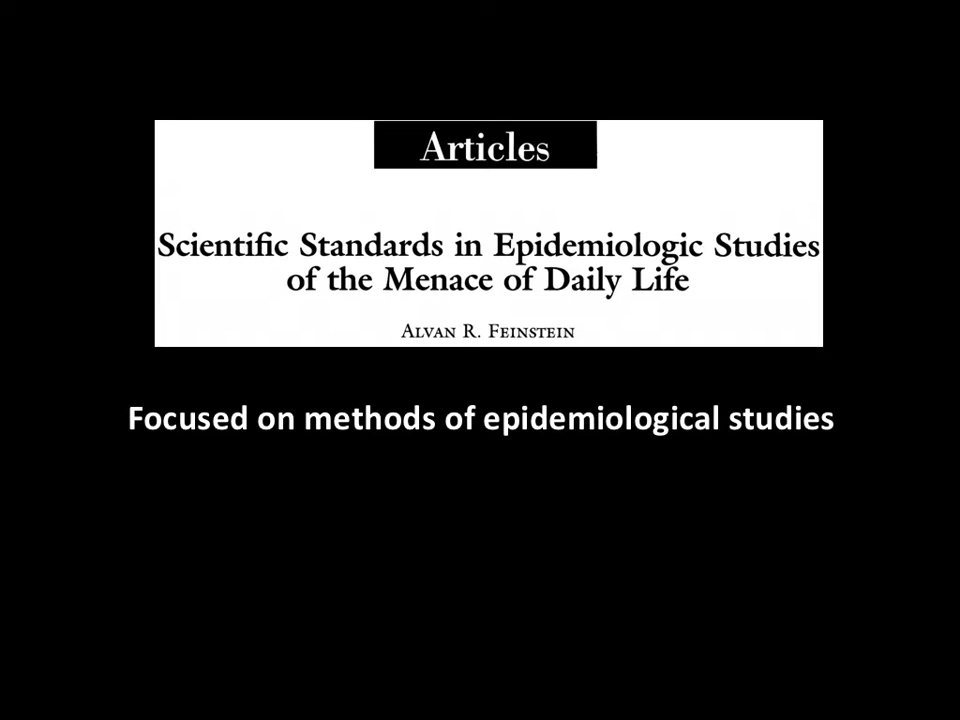 Articles
Scientific Standards in Epidemiologic Studies
of the Menace of Daily Life
ALVAN R. FEINSTEIN
Focused on methods of epidemiological studies